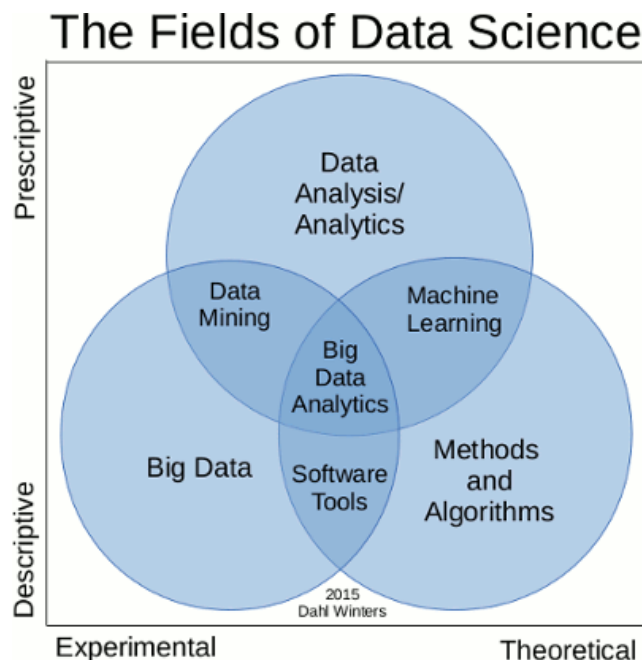 The Fields of Data Science
Prescriptive
Data
Analysis/
Analytics
Data
Mining
Machine
Learning
Big
Data
Analytics
Big Data
Software
Tools
Methods
and
Algorithms
Descriptive
2015
Dahl Winters
Experimental
Theoretical